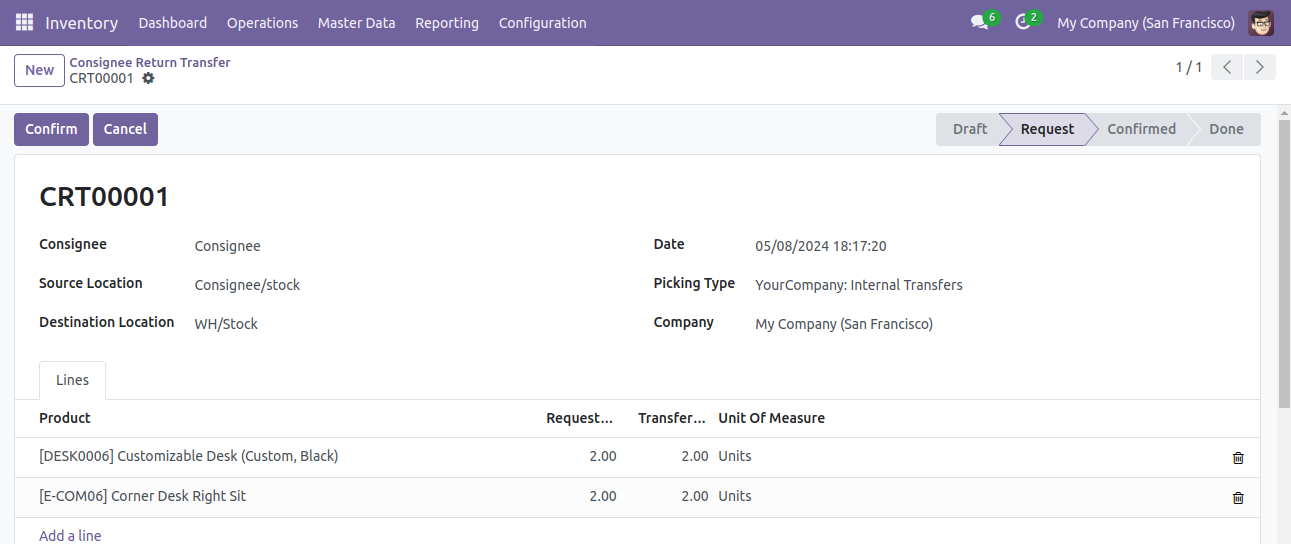 Inventory Dashboard Operations Master Data Reporting Configuration 6 2 My Company (San Francisco)
New Consignee Return Transfer
CRT00001 1 / 1
Confirm Cancel Draft Request Confirmed Done
CRT00001
Consignee Consignee Date 05/08/2024 18:17:20
Source Location Consignee/stock Picking Type YourCompany: Internal Transfers
Destination Location WH/Stock Company My Company (San Francisco)
Lines
Product Request... Transfer... Unit Of Measure
[DESK0006] Customizable Desk (Custom, Black) 2.00 2.00 Units
[E-COM06] Corner Desk Right Sit 2.00 2.00 Units
Add a line